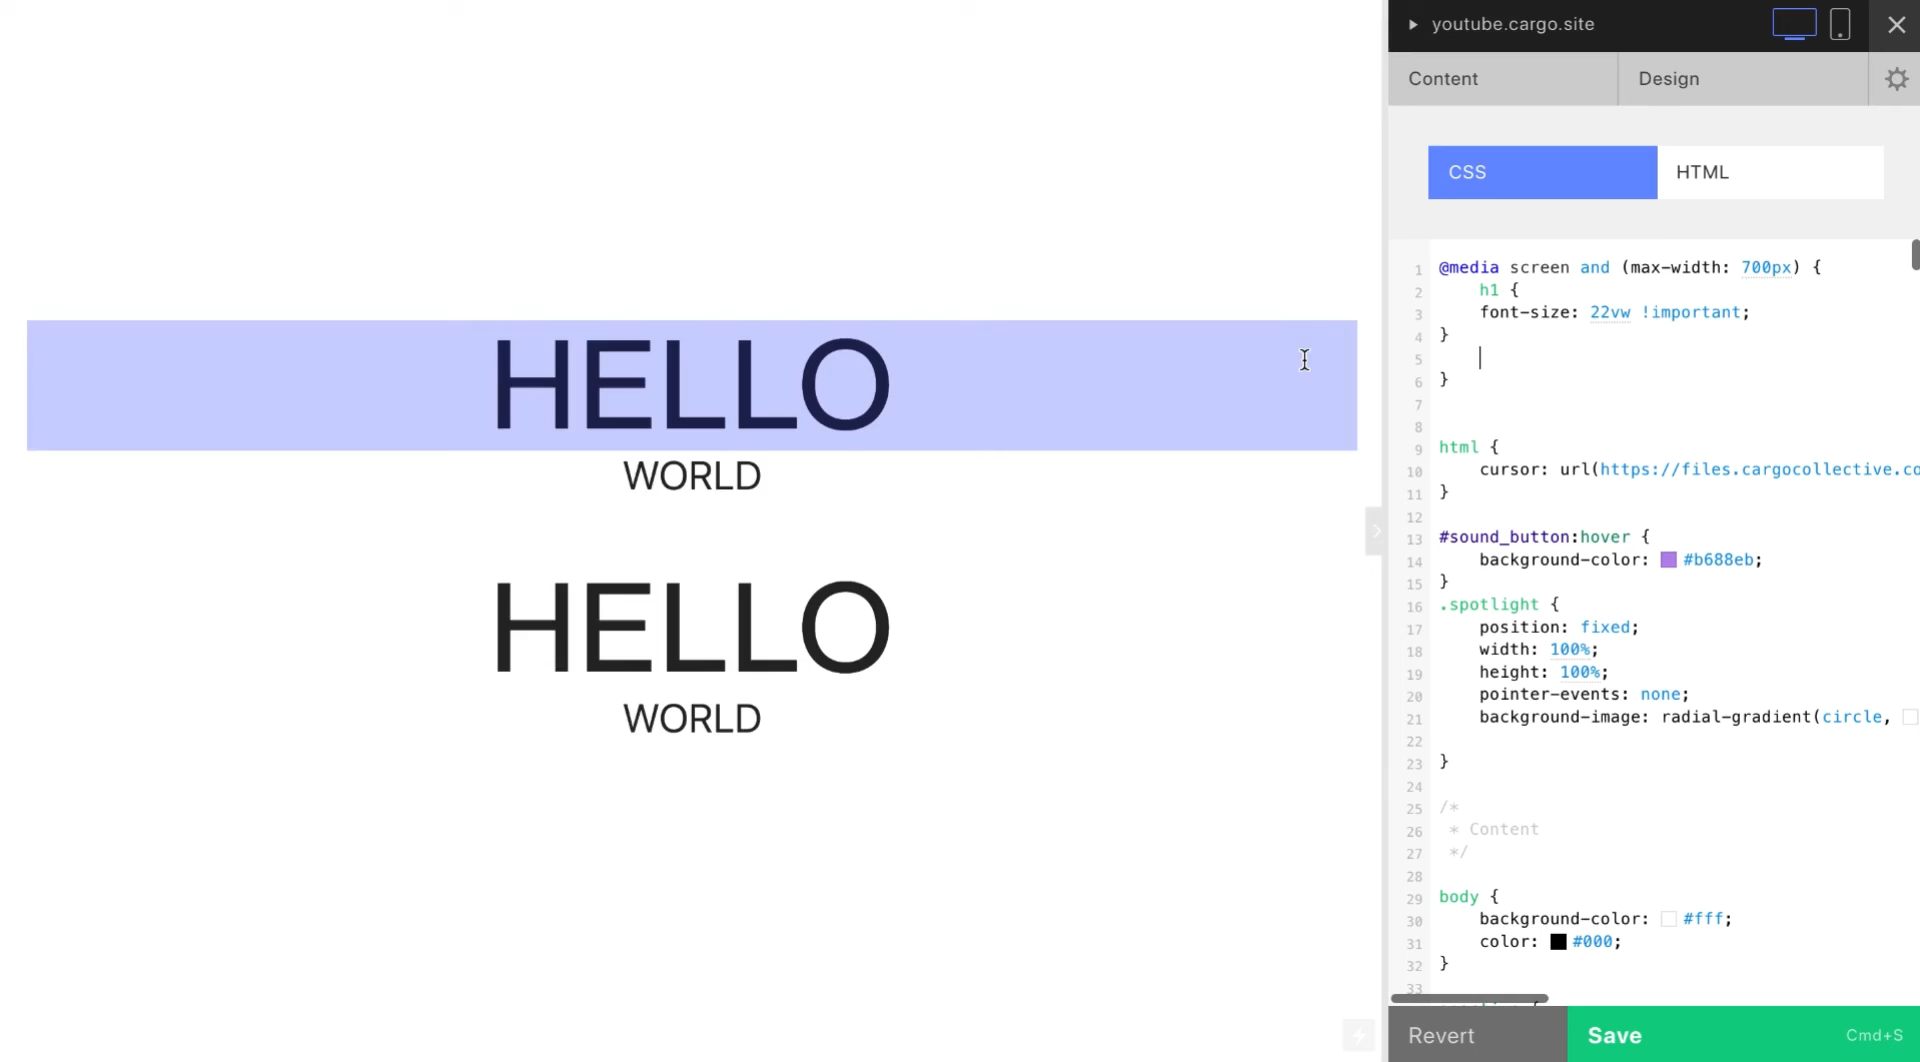 HELLO
WORLD
HELLO
WORLD
youtube.cargo.site
Content
Design
CSS
HTML
1 @media screen and (max-width: 700px) {
2 h1 {
3 font-size: 22vw !important;
4 }
5
6 }
7
8
9 html {
10 cursor: url(https://files.cargocollective.co
11 }
12
13 #sound_button:hover {
14 background-color: #b688eb;
15 }
16 .spotlight {
17 position: fixed;
18 width: 100%;
19 height: 100%;
20 pointer-events: none;
21 background-image: radial-gradient(circle,
22
23 }
24
25 /*
26 * Content
27 */
28
29 body {
30 background-color: #fff;
31 color: #000;
32 }
33
Revert
Save
Cmd+S